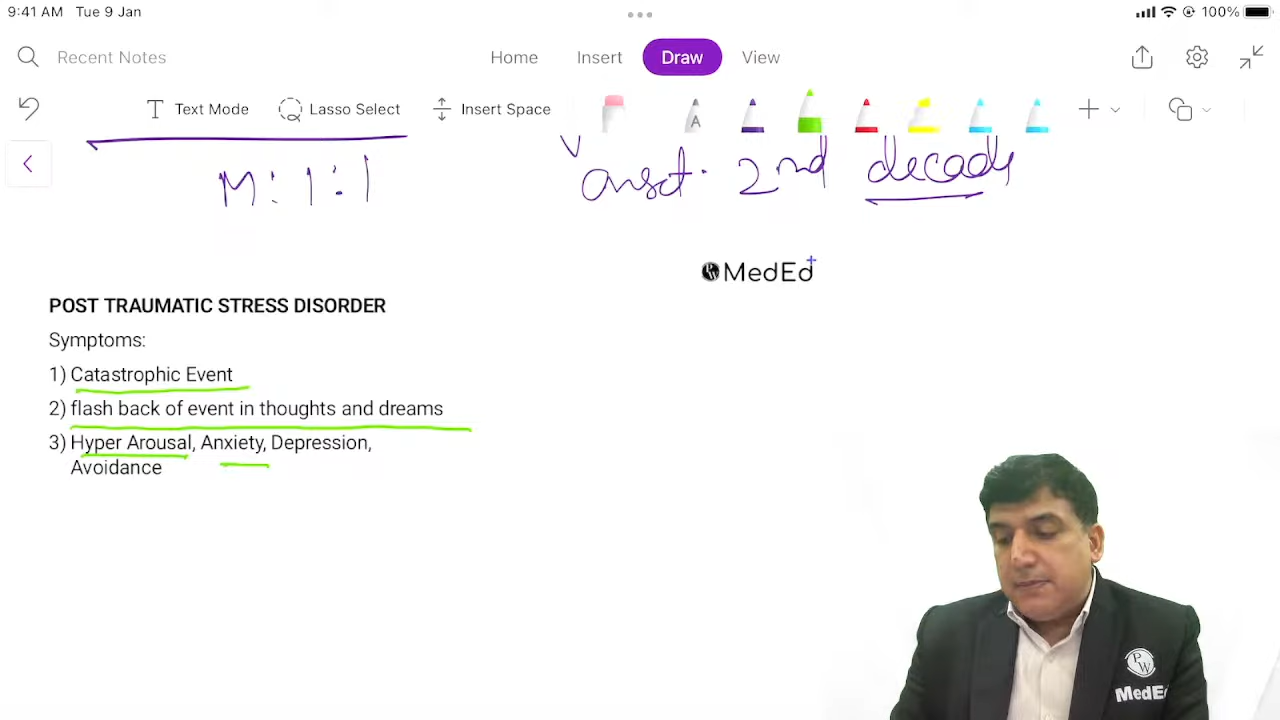 9:41 AM Tue 9 Jan
100%
Recent Notes
Home Insert Draw View
Text Mode Lasso Select Insert Space
A
M : 1 : 1
onset. 2nd decade
PW MedEd+
POST TRAUMATIC STRESS DISORDER
Symptoms:
1) Catastrophic Event
2) flash back of event in thoughts and dreams
3) Hyper Arousal, Anxiety, Depression,
Avoidance
PW
MedEd